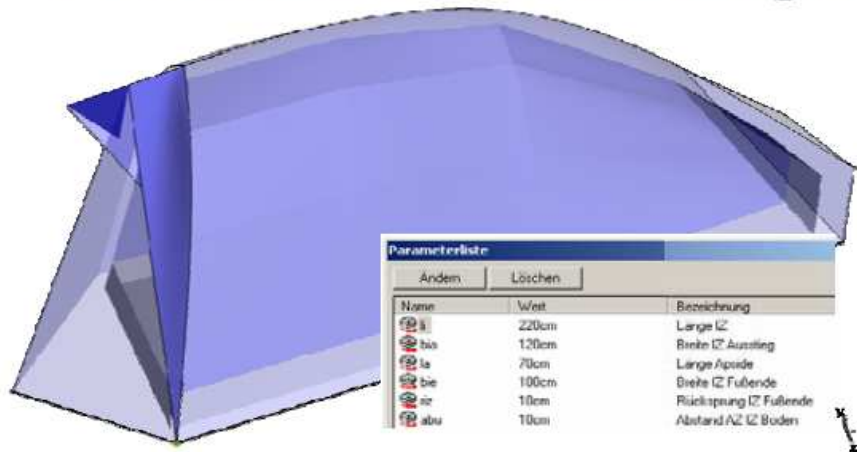 Parameterliste
Ändern Löschen
Name Wert Bezeichnung
li 220cm Länge IZ
bia 120cm Breite IZ Ausstieg
la 70cm Länge Apside
bie 100cm Breite IZ Fußende
riz 10cm Rücksprung IZ Fußende
abu 10cm Abstand AZ IZ Boden